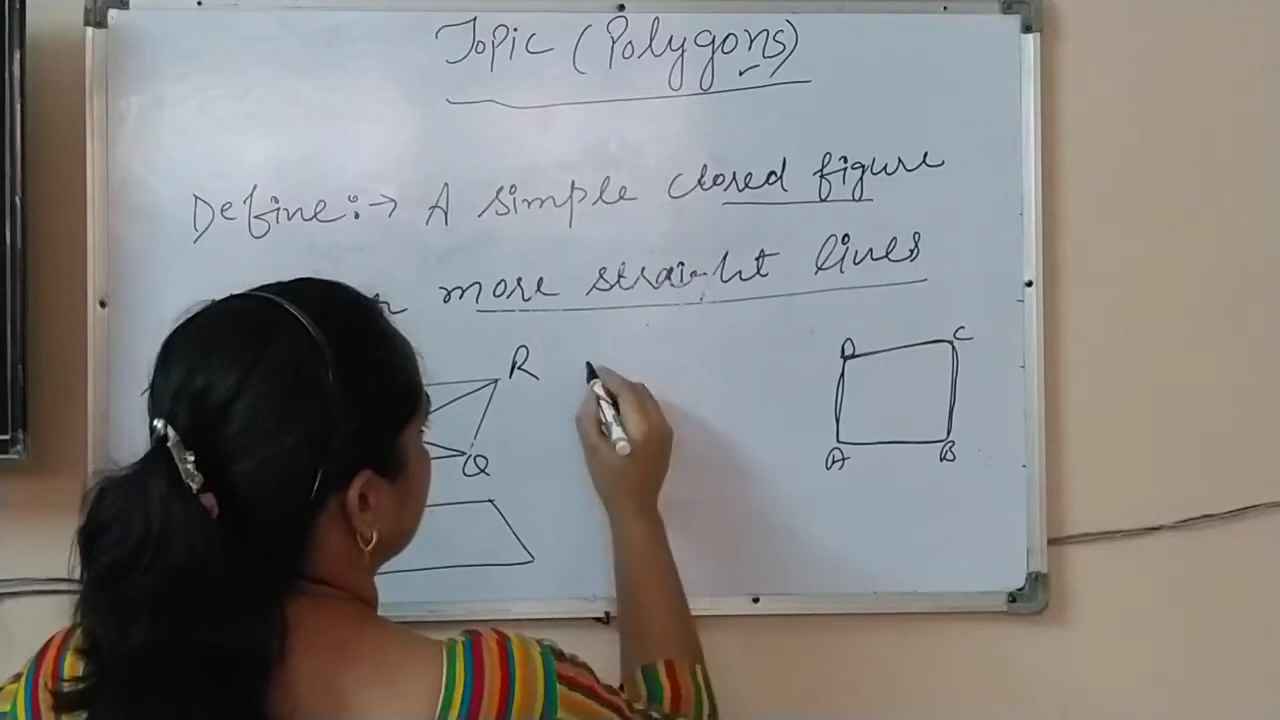 Topic (Polygons)
Define:→ A simple closed figure
more straight lines
R
D C
Q
A B